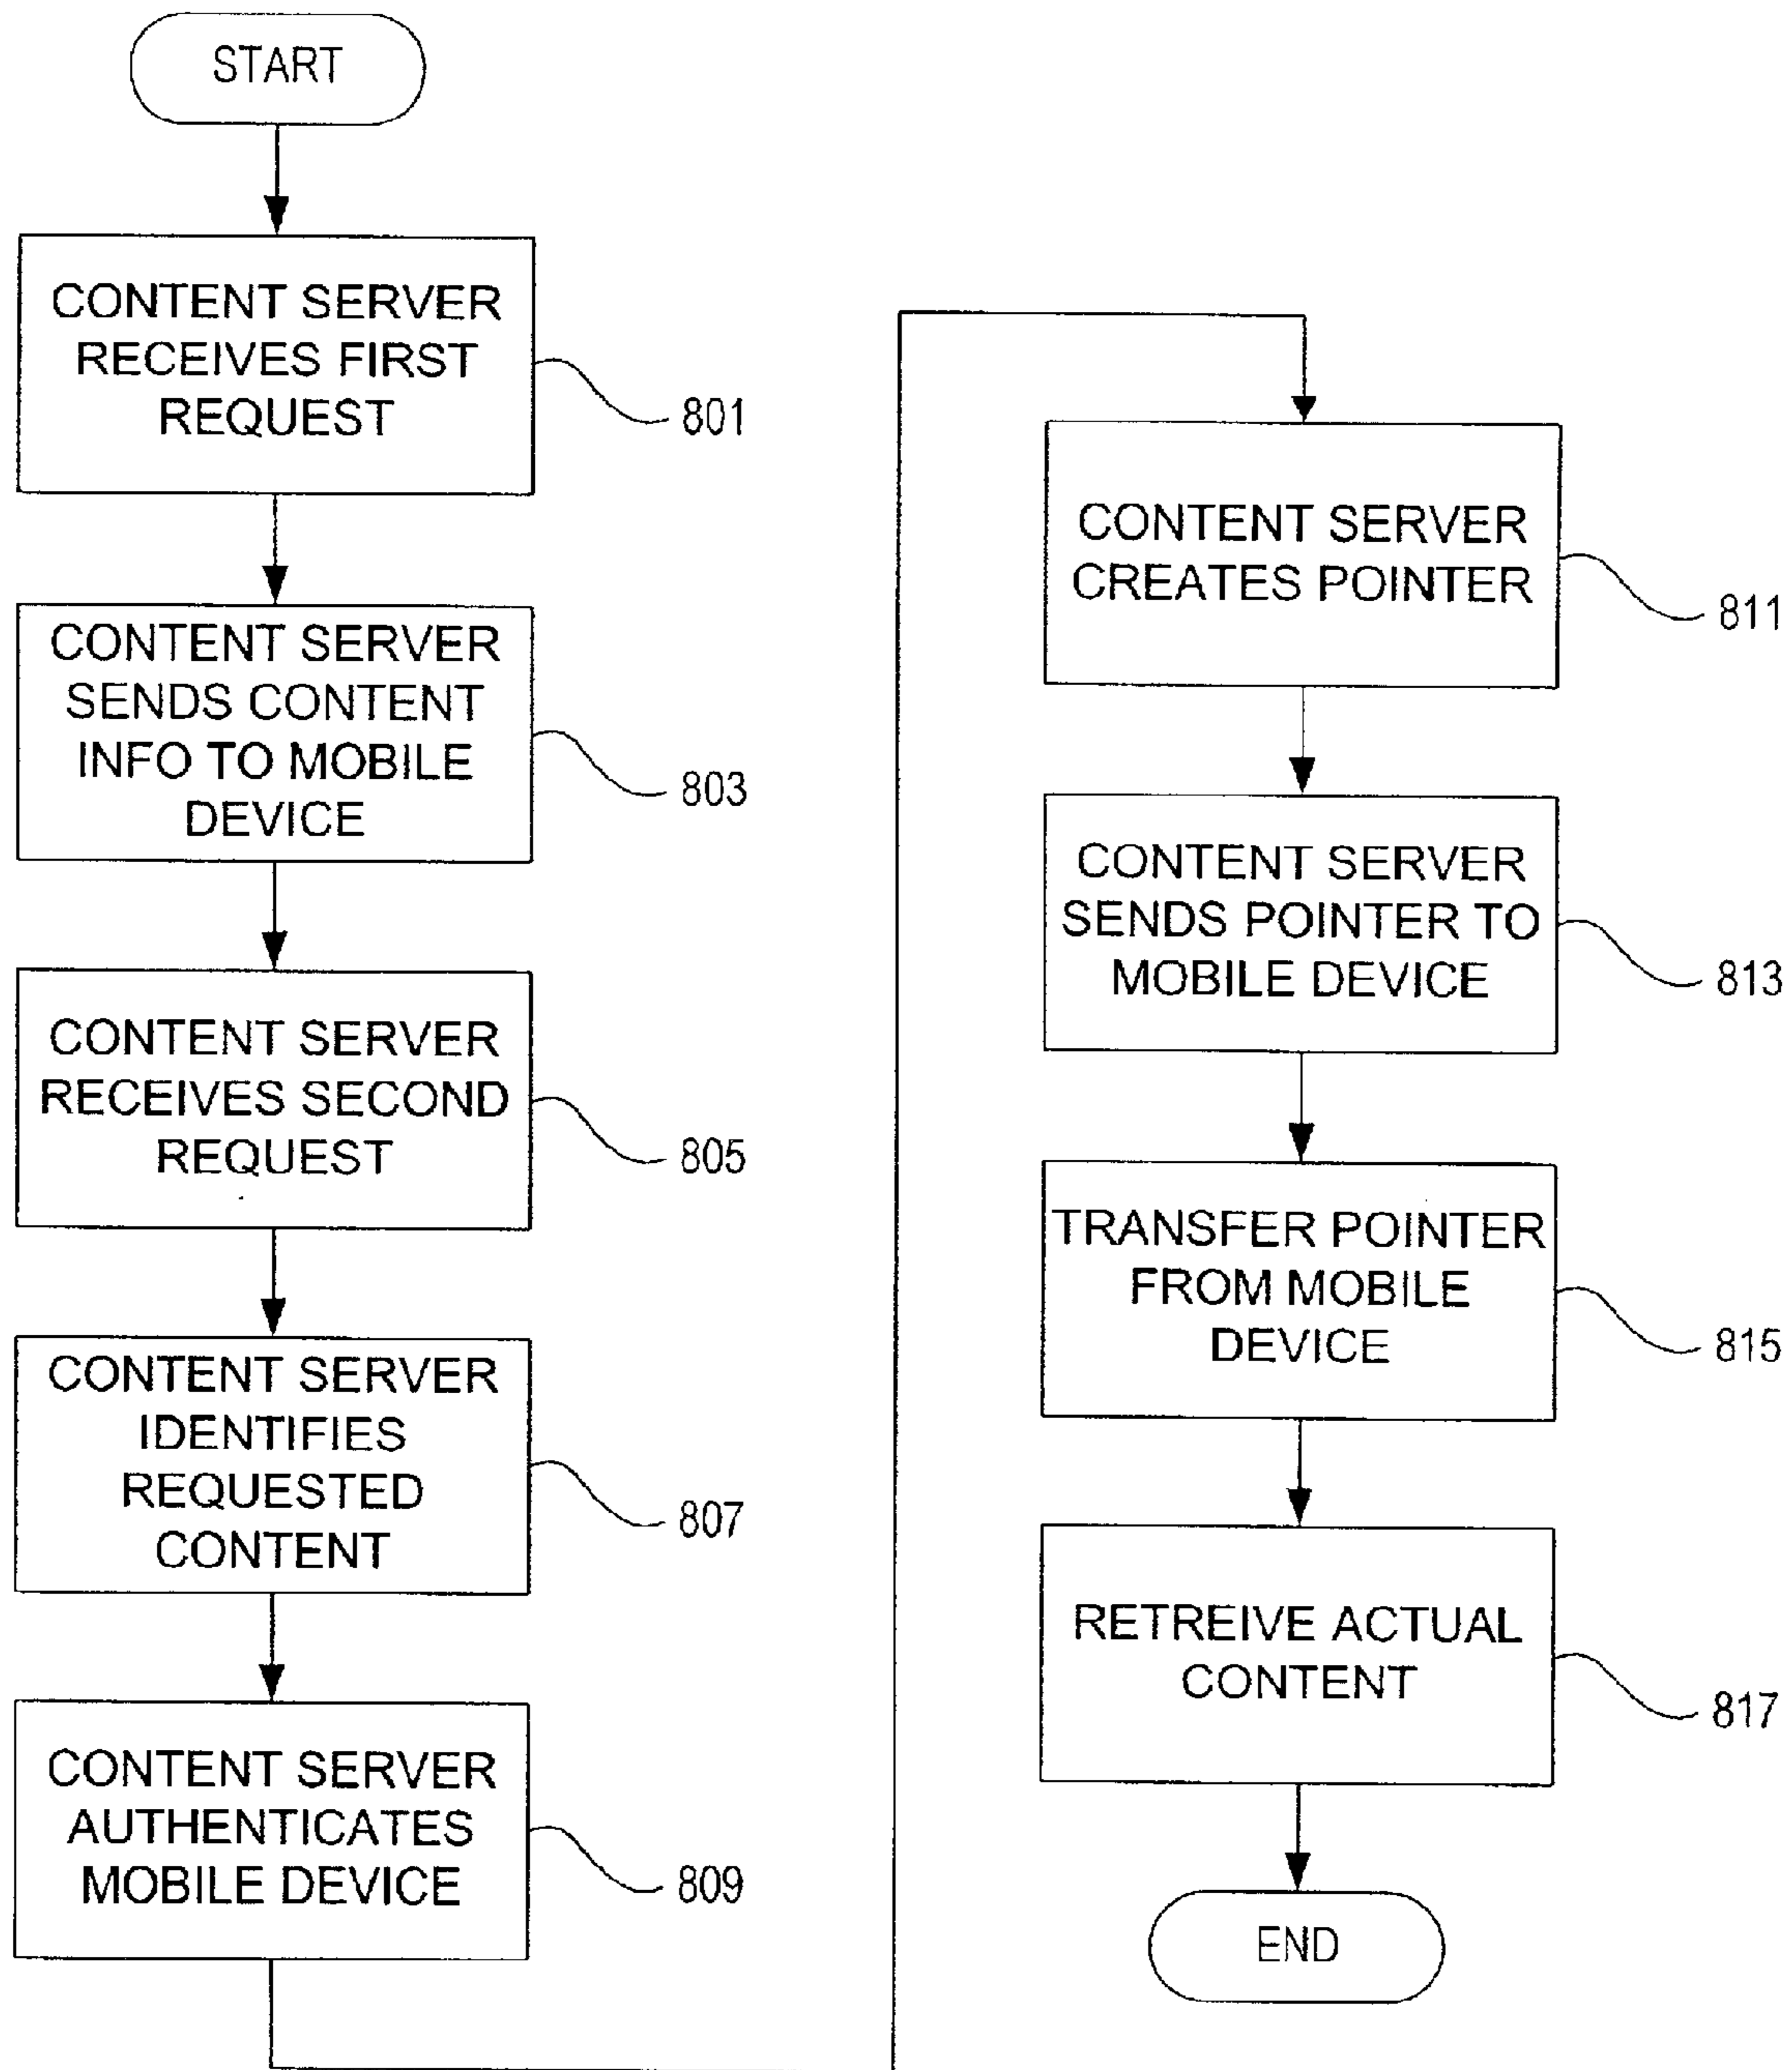 START
CONTENT SERVER
RECEIVES FIRST
REQUEST
801
CONTENT SERVER
SENDS CONTENT
INFO TO MOBILE
DEVICE
803
CONTENT SERVER
RECEIVES SECOND
REQUEST
805
CONTENT SERVER
IDENTIFIES
REQUESTED
CONTENT
807
CONTENT SERVER
AUTHENTICATES
MOBILE DEVICE
809
CONTENT SERVER
CREATES POINTER
811
CONTENT SERVER
SENDS POINTER TO
MOBILE DEVICE
813
TRANSFER POINTER
FROM MOBILE
DEVICE
815
RETREIVE ACTUAL
CONTENT
817
END